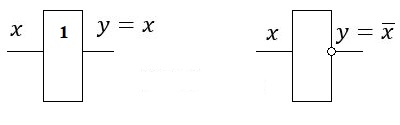 x 1 y = x
x y = x̅